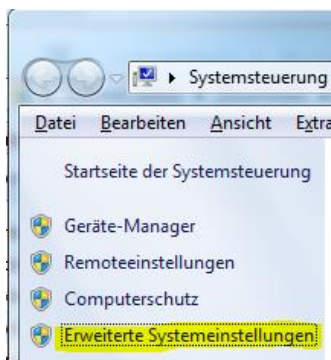 Systemsteuerung
Datei Bearbeiten Ansicht Extra
Startseite der Systemsteuerung
Geräte-Manager
Remoteeinstellungen
Computerschutz
Erweiterte Systemeinstellungen